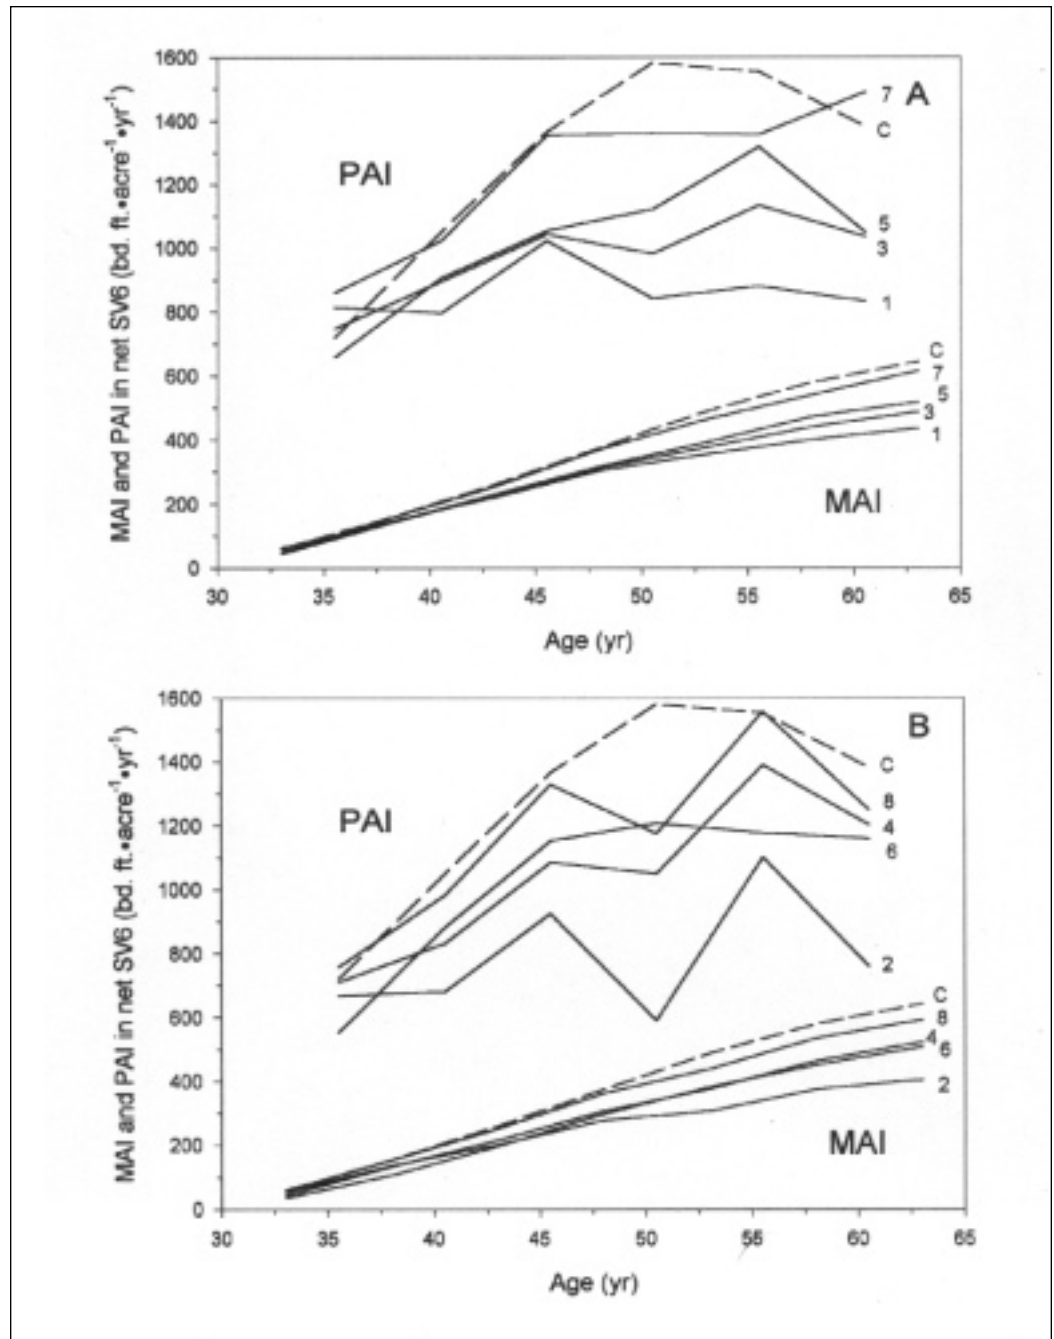 A
MAI and PAI in net SV6 (bd. ft.•acre⁻¹•yr⁻¹)
1600
1400
1200
1000
800
600
400
200
0
PAI
7
C
5
3
1
C
7
5
3
1
MAI
30 35 40 45 50 55 60 65
Age (yr)
B
MAI and PAI in net SV6 (bd. ft.•acre⁻¹•yr⁻¹)
1600
1400
1200
1000
800
600
400
200
0
PAI
C
8
4
6
2
C
8
4
6
2
MAI
30 35 40 45 50 55 60 65
Age (yr)